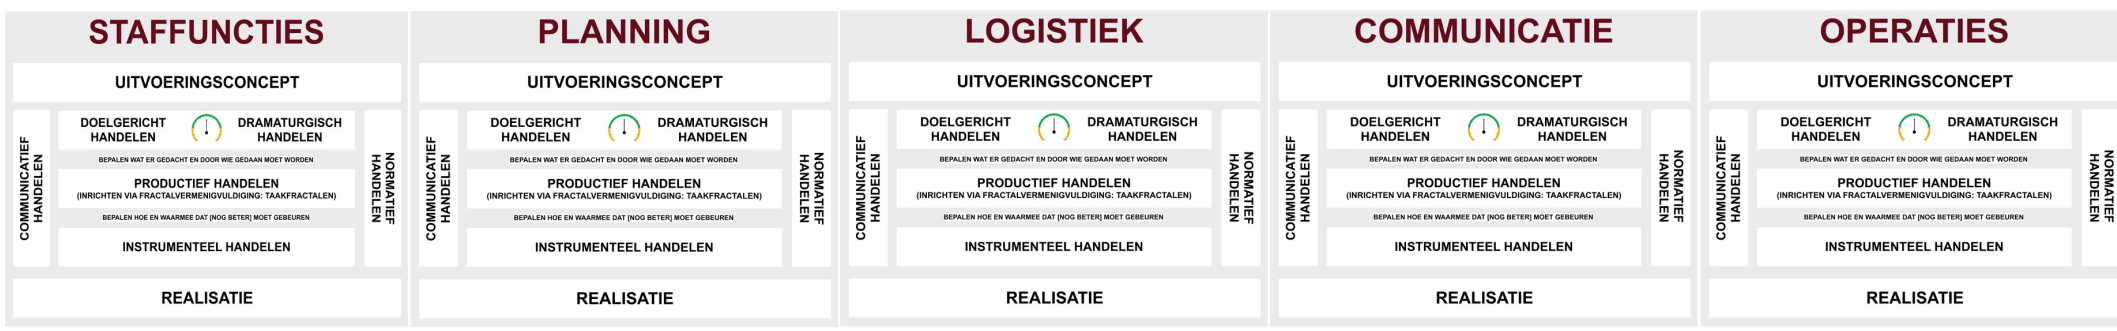 STAFFUNCTIES
UITVOERINGSCONCEPT
COMMUNICATIEF
HANDELEN
DOELGERICHT
HANDELEN
DRAMATURGISCH
HANDELEN
BEPALEN WAT ER GEDACHT EN DOOR WIE GEDAAN MOET WORDEN
PRODUCTIEF HANDELEN
(INRICHTEN VIA FRACTALVERMENIGVULDIGING: TAAKFRACTALEN)
BEPALEN HOE EN WAARMEE DAT [NOG BETER] MOET GEBEUREN
INSTRUMENTEEL HANDELEN
NORMATIEF
HANDELEN
REALISATIE
PLANNING
UITVOERINGSCONCEPT
COMMUNICATIEF
HANDELEN
DOELGERICHT
HANDELEN
DRAMATURGISCH
HANDELEN
BEPALEN WAT ER GEDACHT EN DOOR WIE GEDAAN MOET WORDEN
PRODUCTIEF HANDELEN
(INRICHTEN VIA FRACTALVERMENIGVULDIGING: TAAKFRACTALEN)
BEPALEN HOE EN WAARMEE DAT [NOG BETER] MOET GEBEUREN
INSTRUMENTEEL HANDELEN
NORMATIEF
HANDELEN
REALISATIE
LOGISTIEK
UITVOERINGSCONCEPT
COMMUNICATIEF
HANDELEN
DOELGERICHT
HANDELEN
DRAMATURGISCH
HANDELEN
BEPALEN WAT ER GEDACHT EN DOOR WIE GEDAAN MOET WORDEN
PRODUCTIEF HANDELEN
(INRICHTEN VIA FRACTALVERMENIGVULDIGING: TAAKFRACTALEN)
BEPALEN HOE EN WAARMEE DAT [NOG BETER] MOET GEBEUREN
INSTRUMENTEEL HANDELEN
NORMATIEF
HANDELEN
REALISATIE
COMMUNICATIE
UITVOERINGSCONCEPT
COMMUNICATIEF
HANDELEN
DOELGERICHT
HANDELEN
DRAMATURGISCH
HANDELEN
BEPALEN WAT ER GEDACHT EN DOOR WIE GEDAAN MOET WORDEN
PRODUCTIEF HANDELEN
(INRICHTEN VIA FRACTALVERMENIGVULDIGING: TAAKFRACTALEN)
BEPALEN HOE EN WAARMEE DAT [NOG BETER] MOET GEBEUREN
INSTRUMENTEEL HANDELEN
NORMATIEF
HANDELEN
REALISATIE
OPERATIES
UITVOERINGSCONCEPT
COMMUNICATIEF
HANDELEN
DOELGERICHT
HANDELEN
DRAMATURGISCH
HANDELEN
BEPALEN WAT ER GEDACHT EN DOOR WIE GEDAAN MOET WORDEN
PRODUCTIEF HANDELEN
(INRICHTEN VIA FRACTALVERMENIGVULDIGING: TAAKFRACTALEN)
BEPALEN HOE EN WAARMEE DAT [NOG BETER] MOET GEBEUREN
INSTRUMENTEEL HANDELEN
NORMATIEF
HANDELEN
REALISATIE